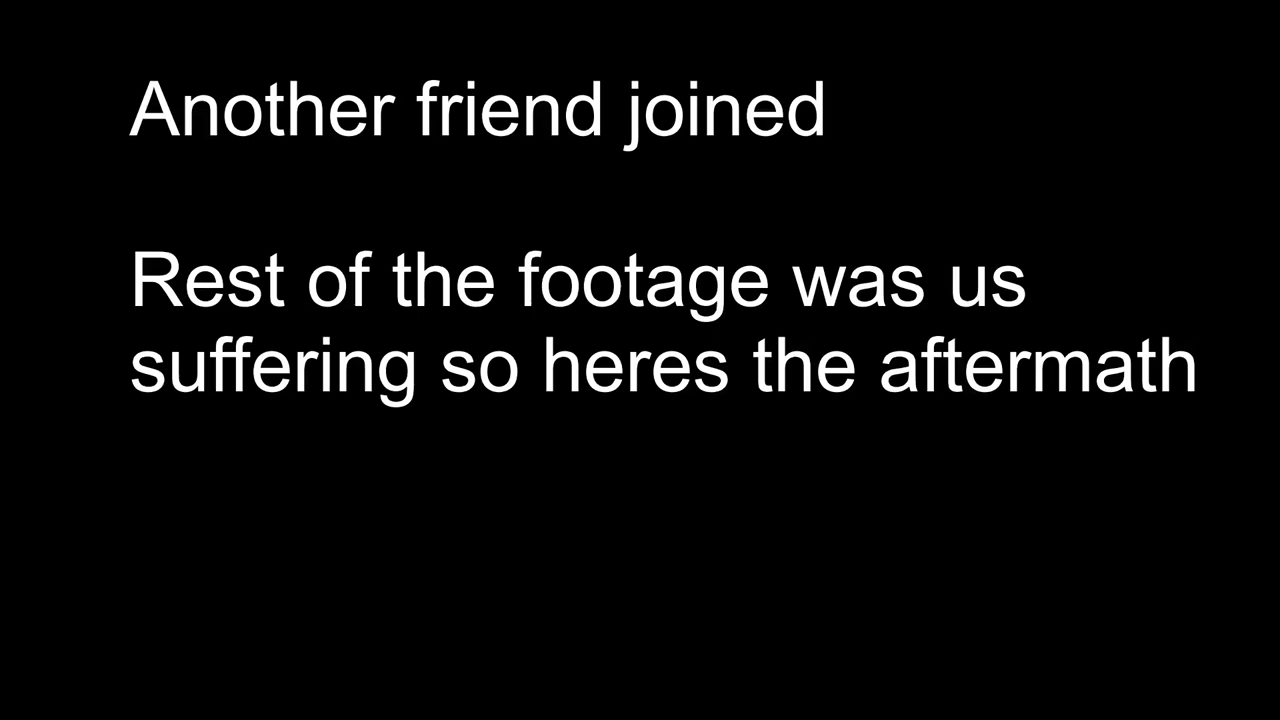 Another friend joined
Rest of the footage was us
suffering so heres the aftermath